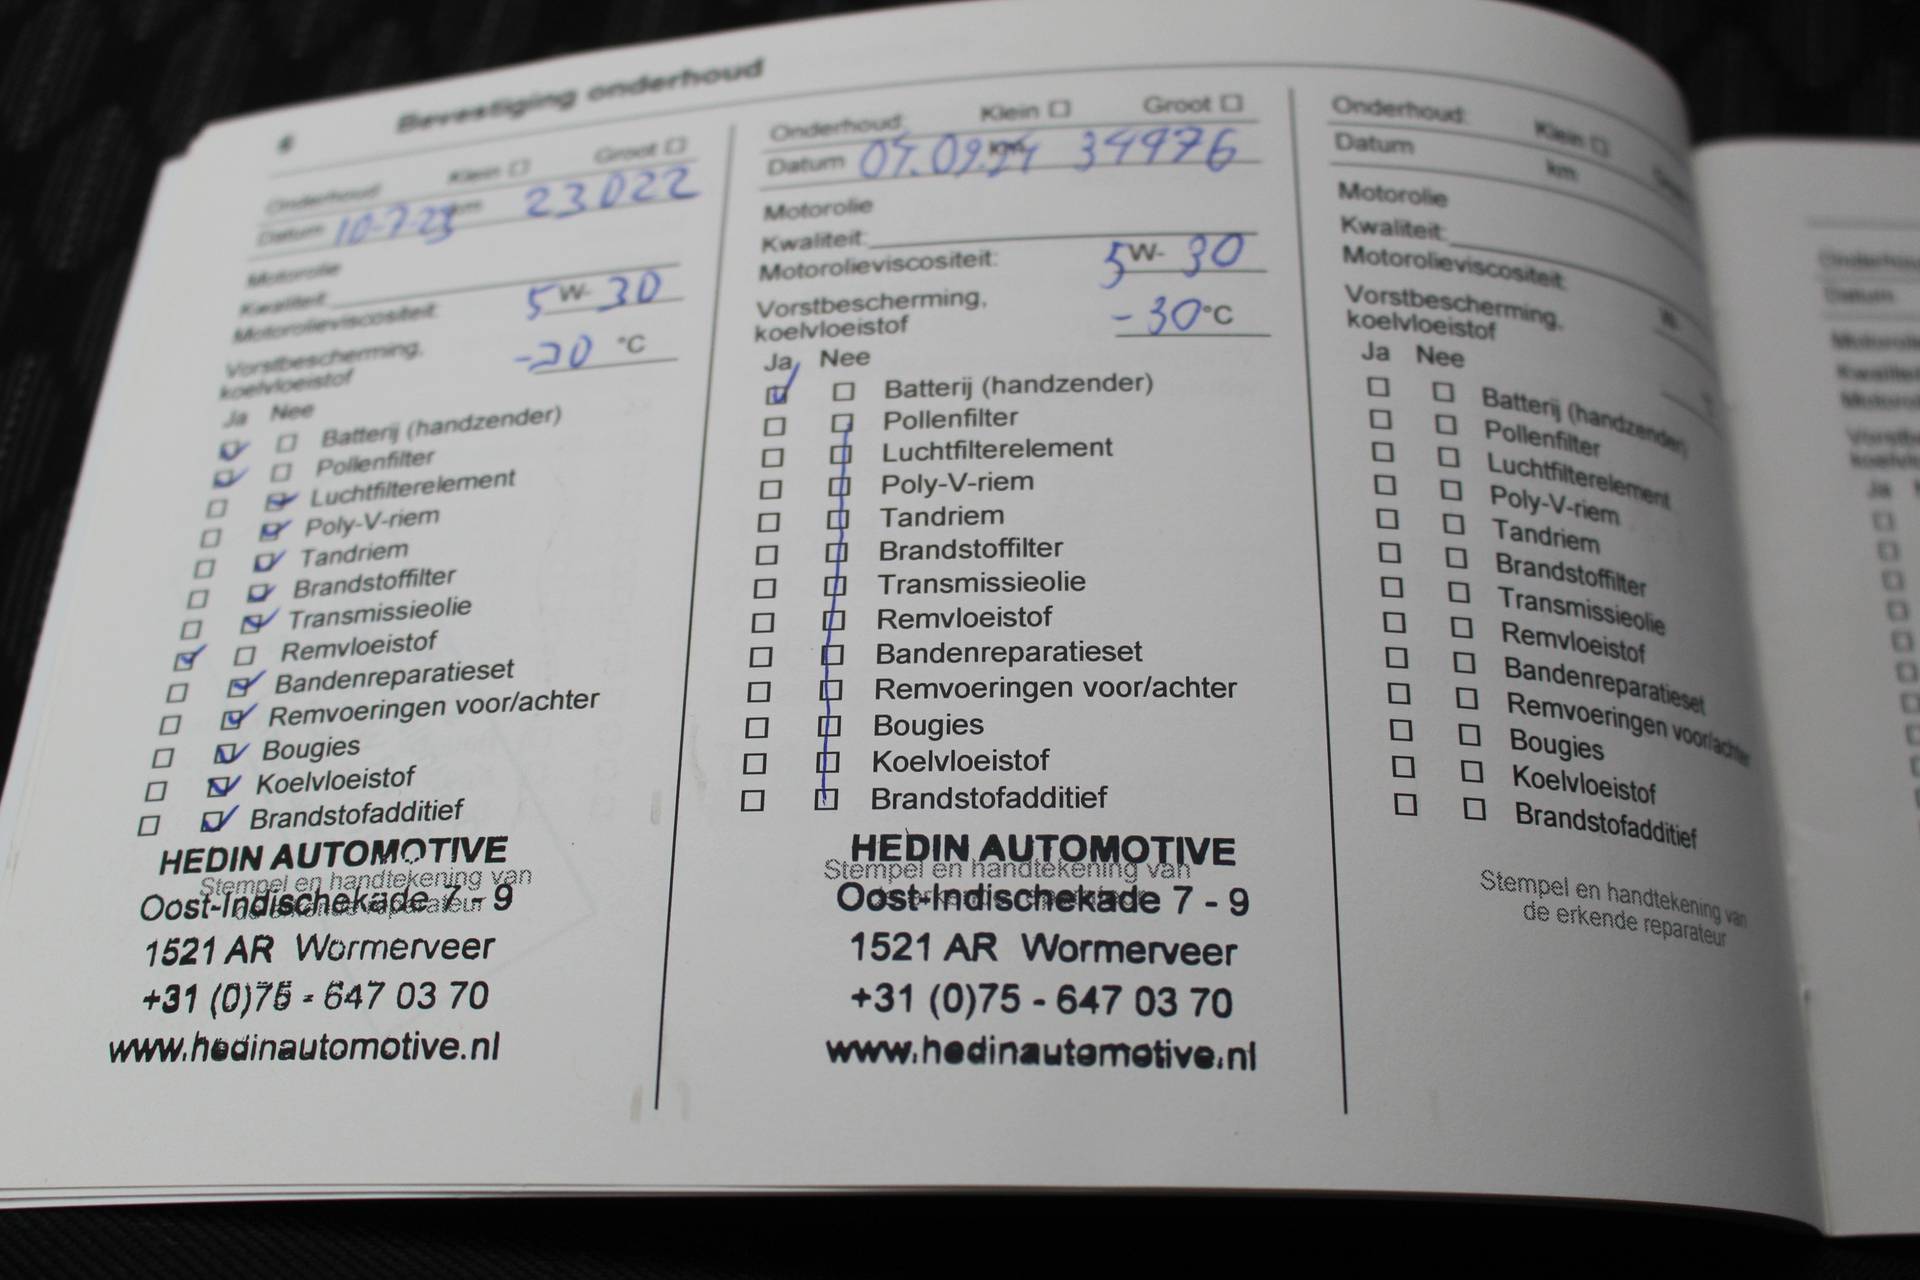 6 Bevestiging onderhoud
Onderhoud: Klein Groot
Datum 10-7-23 km 23022
Motorolie
Kwaliteit:
Motorolieviscositeit: 5 W- 30
Vorstbescherming, -20 °C
koelvloeistof
Ja Nee
Batterij (handzender)
Pollenfilter
Luchtfilterelement
Poly-V-riem
Tandriem
Brandstoffilter
Transmissieolie
Remvloeistof
Bandenreparatieset
Remvoeringen voor/achter
Bougies
Koelvloeistof
Brandstofadditief
HEDIN AUTOMOTIVE
Stempel en handtekening van
Oost-Indischekade 7 - 9
de erkende reparateur
1521 AR Wormerveer
+31 (0)75 - 647 03 70
www.hedinautomotive.nl
Onderhoud: Klein Groot
Datum km 34976
Motorolie
Kwaliteit:
Motorolieviscositeit: 5 W- 30
Vorstbescherming, -30 °C
koelvloeistof
Ja Nee
Batterij (handzender)
Pollenfilter
Luchtfilterelement
Poly-V-riem
Tandriem
Brandstoffilter
Transmissieolie
Remvloeistof
Bandenreparatieset
Remvoeringen voor/achter
Bougies
Koelvloeistof
Brandstofadditief
HEDIN AUTOMOTIVE
Stempel en handtekening van
Oost-Indischekade 7 - 9
1521 AR Wormerveer
+31 (0)75 - 647 03 70
www.hedinautomotive.nl
Onderhoud: Klein
Datum km
Motorolie
Kwaliteit:
Motorolieviscositeit: W-
Vorstbescherming,
koelvloeistof
Ja Nee
Batterij (handzender)
Pollenfilter
Luchtfilterelement
Poly-V-riem
Tandriem
Brandstoffilter
Transmissieolie
Remvloeistof
Bandenreparatieset
Remvoeringen voor/achter
Bougies
Koelvloeistof
Brandstofadditief
Stempel en handtekening van
de erkende reparateur
Datum
Ja